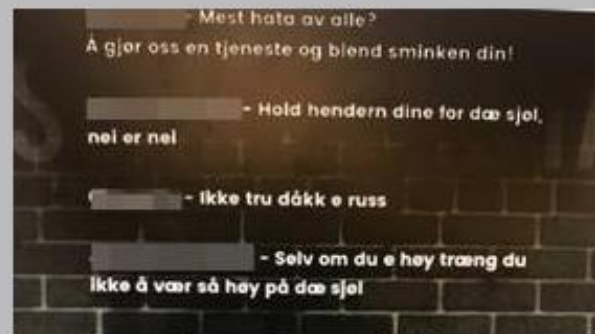 - Mest hata av alle?
Å gjør oss en tjeneste og blend sminken din!
- Hold hendern dine for dæ sjøl,
nei er nei
- Ikke tru dåkk e russ
- Selv om du e høy træng du
ikke å vær så høy på dæ sjøl